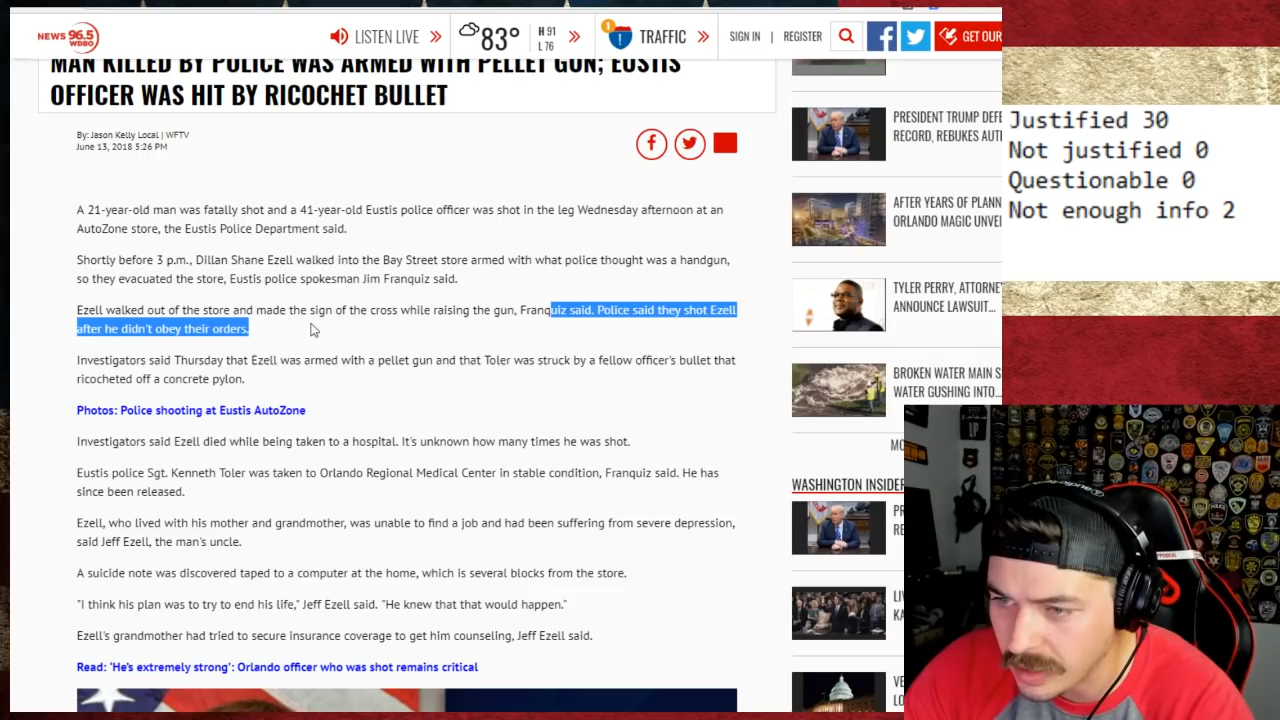 NEWS 96.5 WDBO
LISTEN LIVE
83°
H 91
L 76
1
TRAFFIC
SIGN IN | REGISTER
GET OUR
MAN KILLED BY POLICE WAS ARMED WITH PELLET GUN; EUSTIS
OFFICER WAS HIT BY RICOCHET BULLET
By: Jason Kelly Local | WFTV
June 13, 2018 5:26 PM
A 21-year-old man was fatally shot and a 41-year-old Eustis police officer was shot in the leg Wednesday afternoon at an
AutoZone store, the Eustis Police Department said.
Shortly before 3 p.m., Dillan Shane Ezell walked into the Bay Street store armed with what police thought was a handgun,
so they evacuated the store, Eustis police spokesman Jim Franquiz said.
Ezell walked out of the store and made the sign of the cross while raising the gun, Franquiz said. Police said they shot Ezell
after he didn't obey their orders.
Investigators said Thursday that Ezell was armed with a pellet gun and that Toler was struck by a fellow officer's bullet that
ricocheted off a concrete pylon.
Photos: Police shooting at Eustis AutoZone
Investigators said Ezell died while being taken to a hospital. It's unknown how many times he was shot.
Eustis police Sgt. Kenneth Toler was taken to Orlando Regional Medical Center in stable condition, Franquiz said. He has
since been released.
Ezell, who lived with his mother and grandmother, was unable to find a job and had been suffering from severe depression,
said Jeff Ezell, the man's uncle.
A suicide note was discovered taped to a computer at the home, which is several blocks from the store.
"I think his plan was to try to end his life," Jeff Ezell said. "He knew that that would happen."
Ezell's grandmother had tried to secure insurance coverage to get him counseling, Jeff Ezell said.
Read: 'He's extremely strong': Orlando officer who was shot remains critical
PRESIDENT TRUMP DEFE
RECORD, REBUKES AUT
AFTER YEARS OF PLANN
ORLANDO MAGIC UNVEI
TYLER PERRY, ATTORNE
ANNOUNCE LAWSUIT...
BROKEN WATER MAIN S
WATER GUSHING INTO...
MO
WASHINGTON INSIDER
PR
RE
LI
KA
VE
LO
Justified 30
Not justified 0
Questionable 0
Not enough info 2